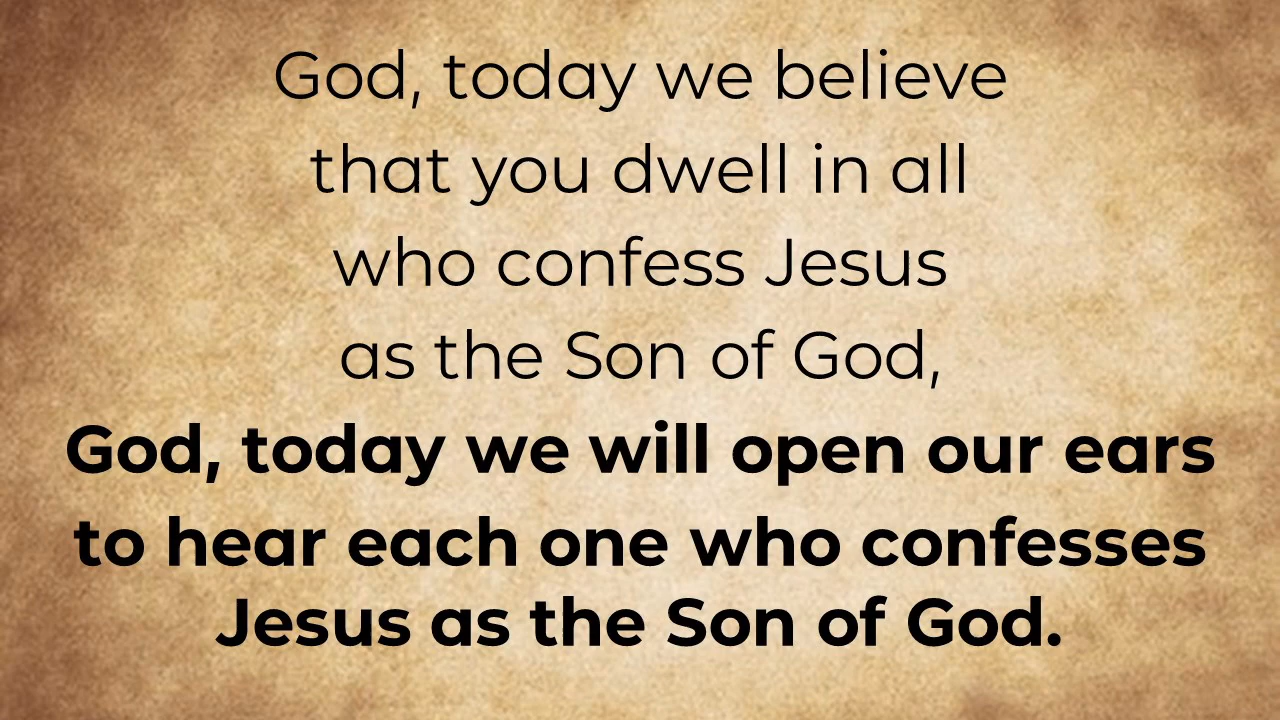 God, today we believe
that you dwell in all
who confess Jesus
as the Son of God,
God, today we will open our ears
to hear each one who confesses
Jesus as the Son of God.